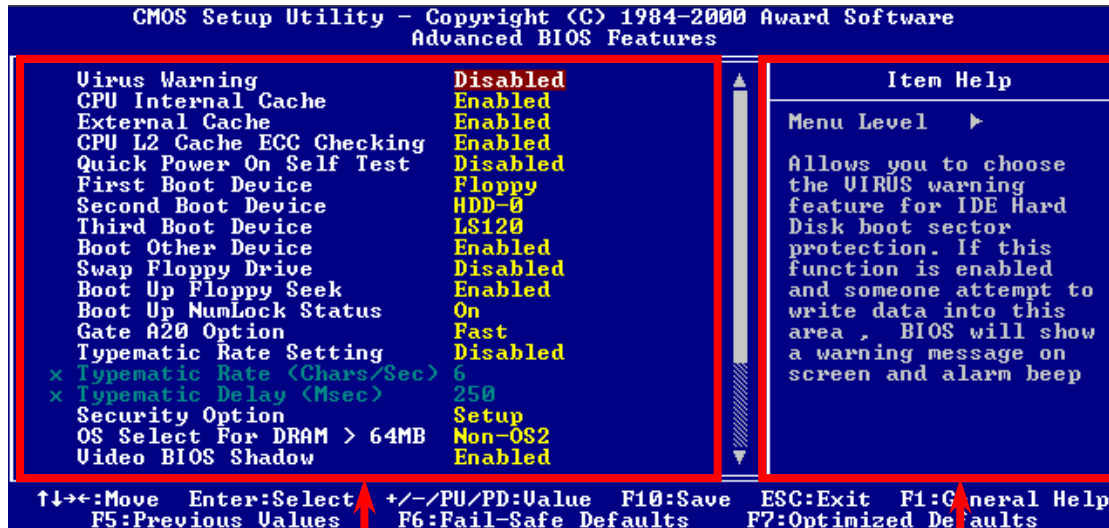 CMOS Setup Utility – Copyright (C) 1984-2000 Award Software
Advanced BIOS Features
Virus Warning Disabled
CPU Internal Cache Enabled
External Cache Enabled
CPU L2 Cache ECC Checking Enabled
Quick Power On Self Test Disabled
First Boot Device Floppy
Second Boot Device HDD-0
Third Boot Device LS120
Boot Other Device Enabled
Swap Floppy Drive Disabled
Boot Up Floppy Seek Enabled
Boot Up NumLock Status On
Gate A20 Option Fast
Typematic Rate Setting Disabled
x Typematic Rate (Chars/Sec) 6
x Typematic Delay (Msec) 250
Security Option Setup
OS Select For DRAM > 64MB Non-OS2
Video BIOS Shadow Enabled
Item Help
Menu Level ►
Allows you to choose
the VIRUS warning
feature for IDE Hard
Disk boot sector
protection. If this
function is enabled
and someone attempt to
write data into this
area , BIOS will show
a warning message on
screen and alarm beep
↑↓→←:Move Enter:Select +/-/PU/PD:Value F10:Save ESC:Exit F1:General Help
F5:Previous Values F6:Fail-Safe Defaults F7:Optimized Defaults